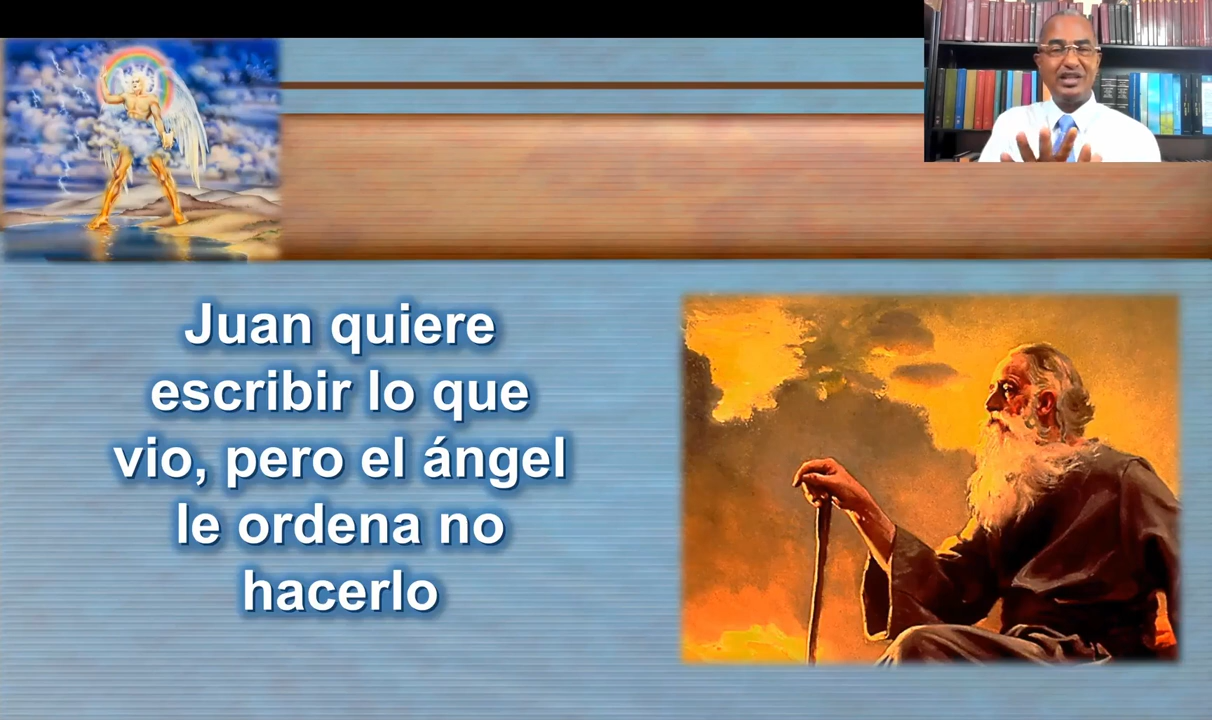 Juan quiere
escribir lo que
vio, pero el ángel
le ordena no
hacerlo